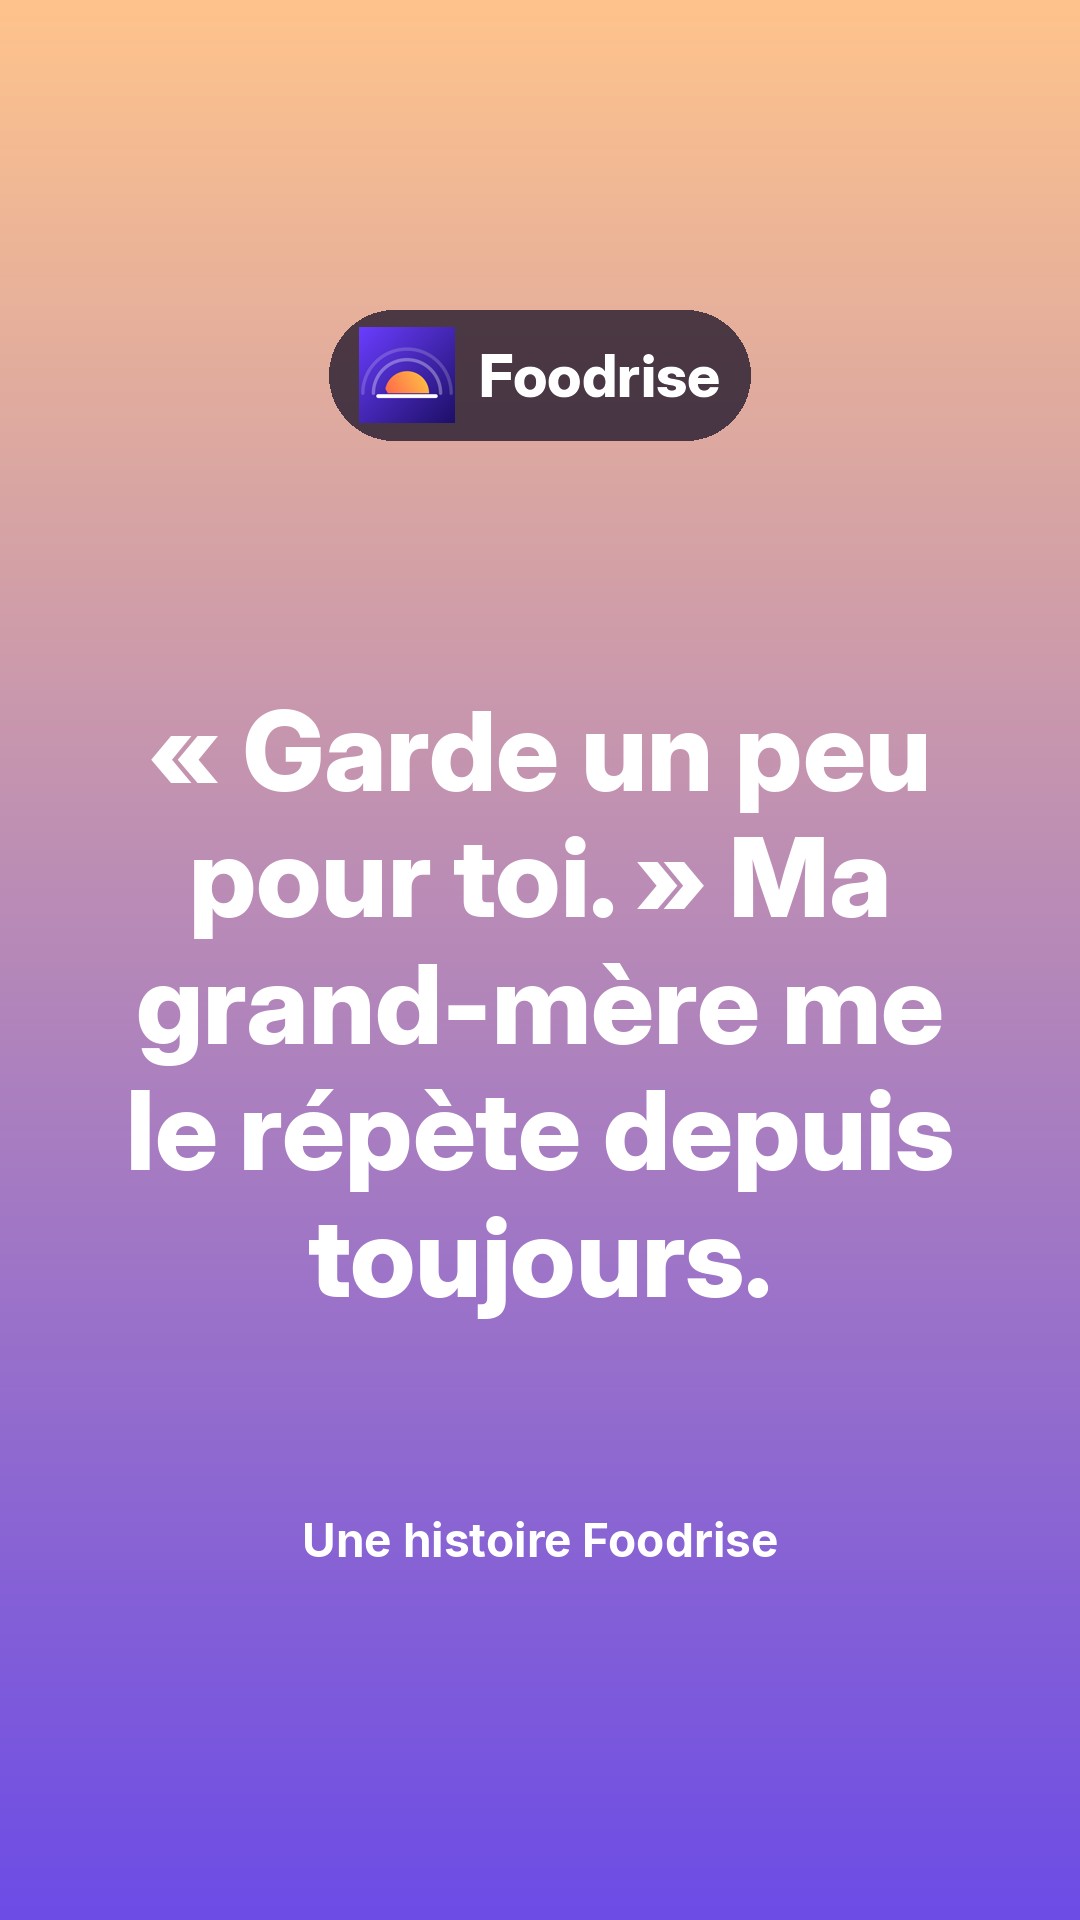 Foodrise
« Garde un peu
pour toi. » Ma
grand-mère me
le répète depuis
toujours.
Une histoire Foodrise